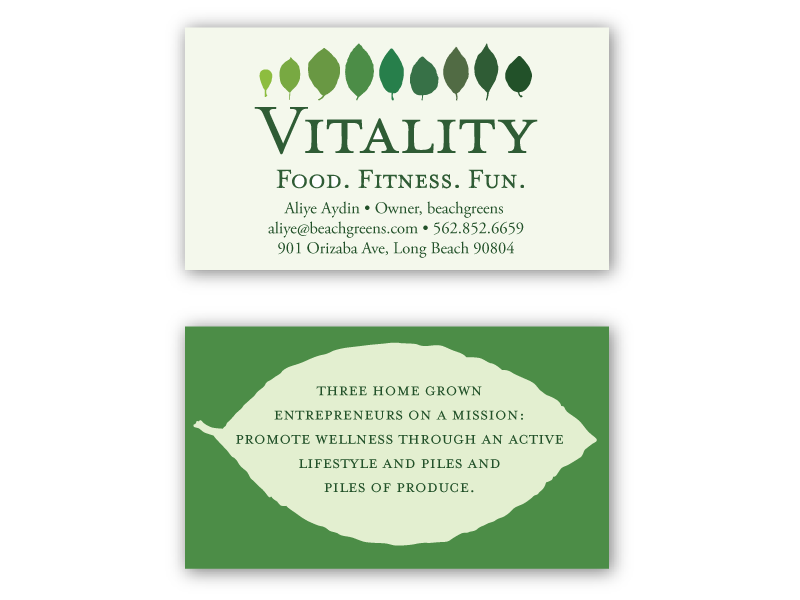 Vitality
Food. Fitness. Fun.
Aliye Aydin • Owner, beachgreens
aliye@beachgreens.com • 562.852.6659
901 Orizaba Ave, Long Beach 90804
THREE HOME GROWN
ENTREPRENEURS ON A MISSION:
PROMOTE WELLNESS THROUGH AN ACTIVE
LIFESTYLE AND PILES AND
PILES OF PRODUCE.